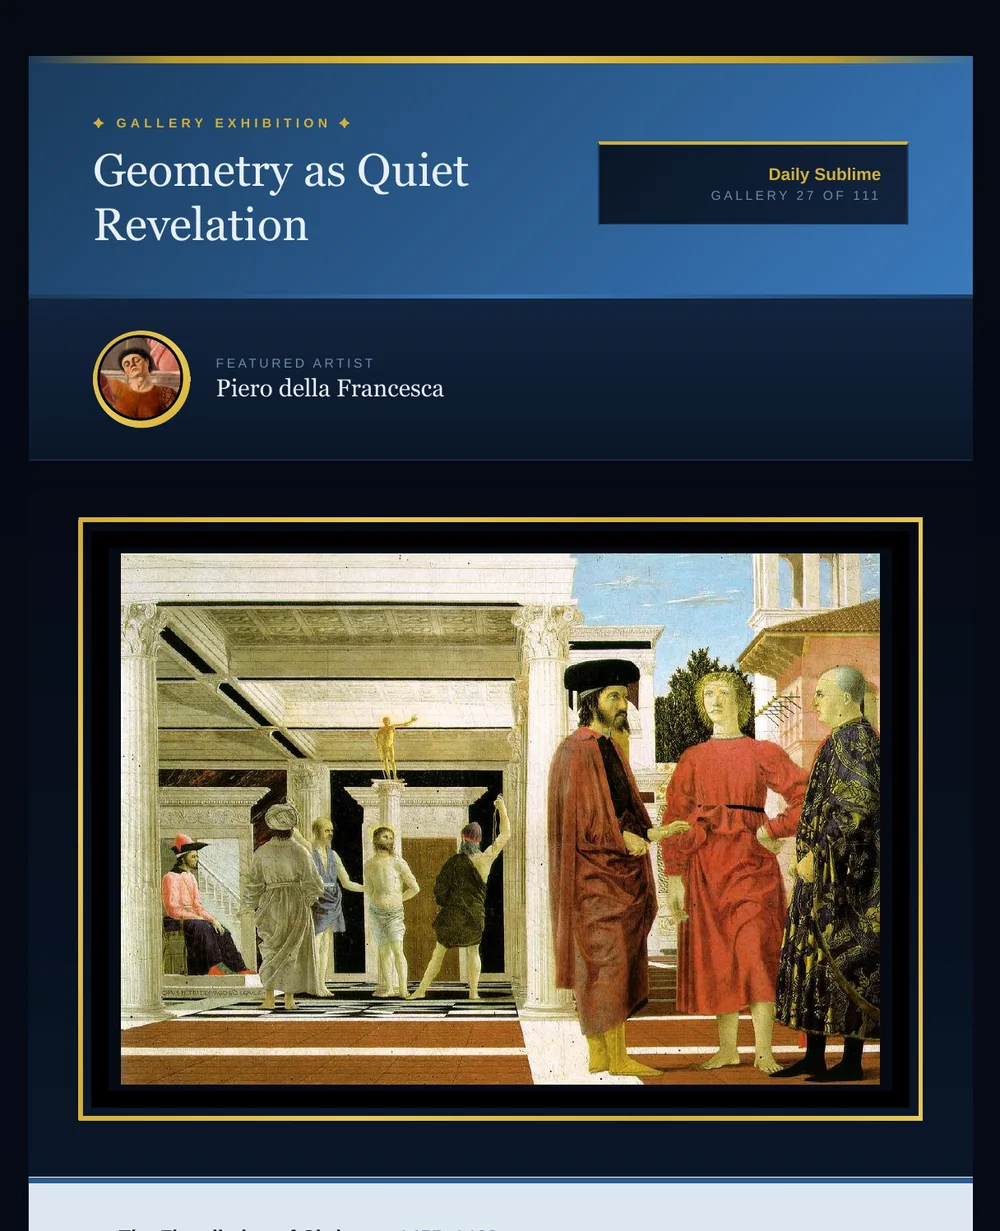 ✦ GALLERY EXHIBITION ✦
Geometry as Quiet
Revelation
Daily Sublime
GALLERY 27 OF 111
FEATURED ARTIST
Piero della Francesca